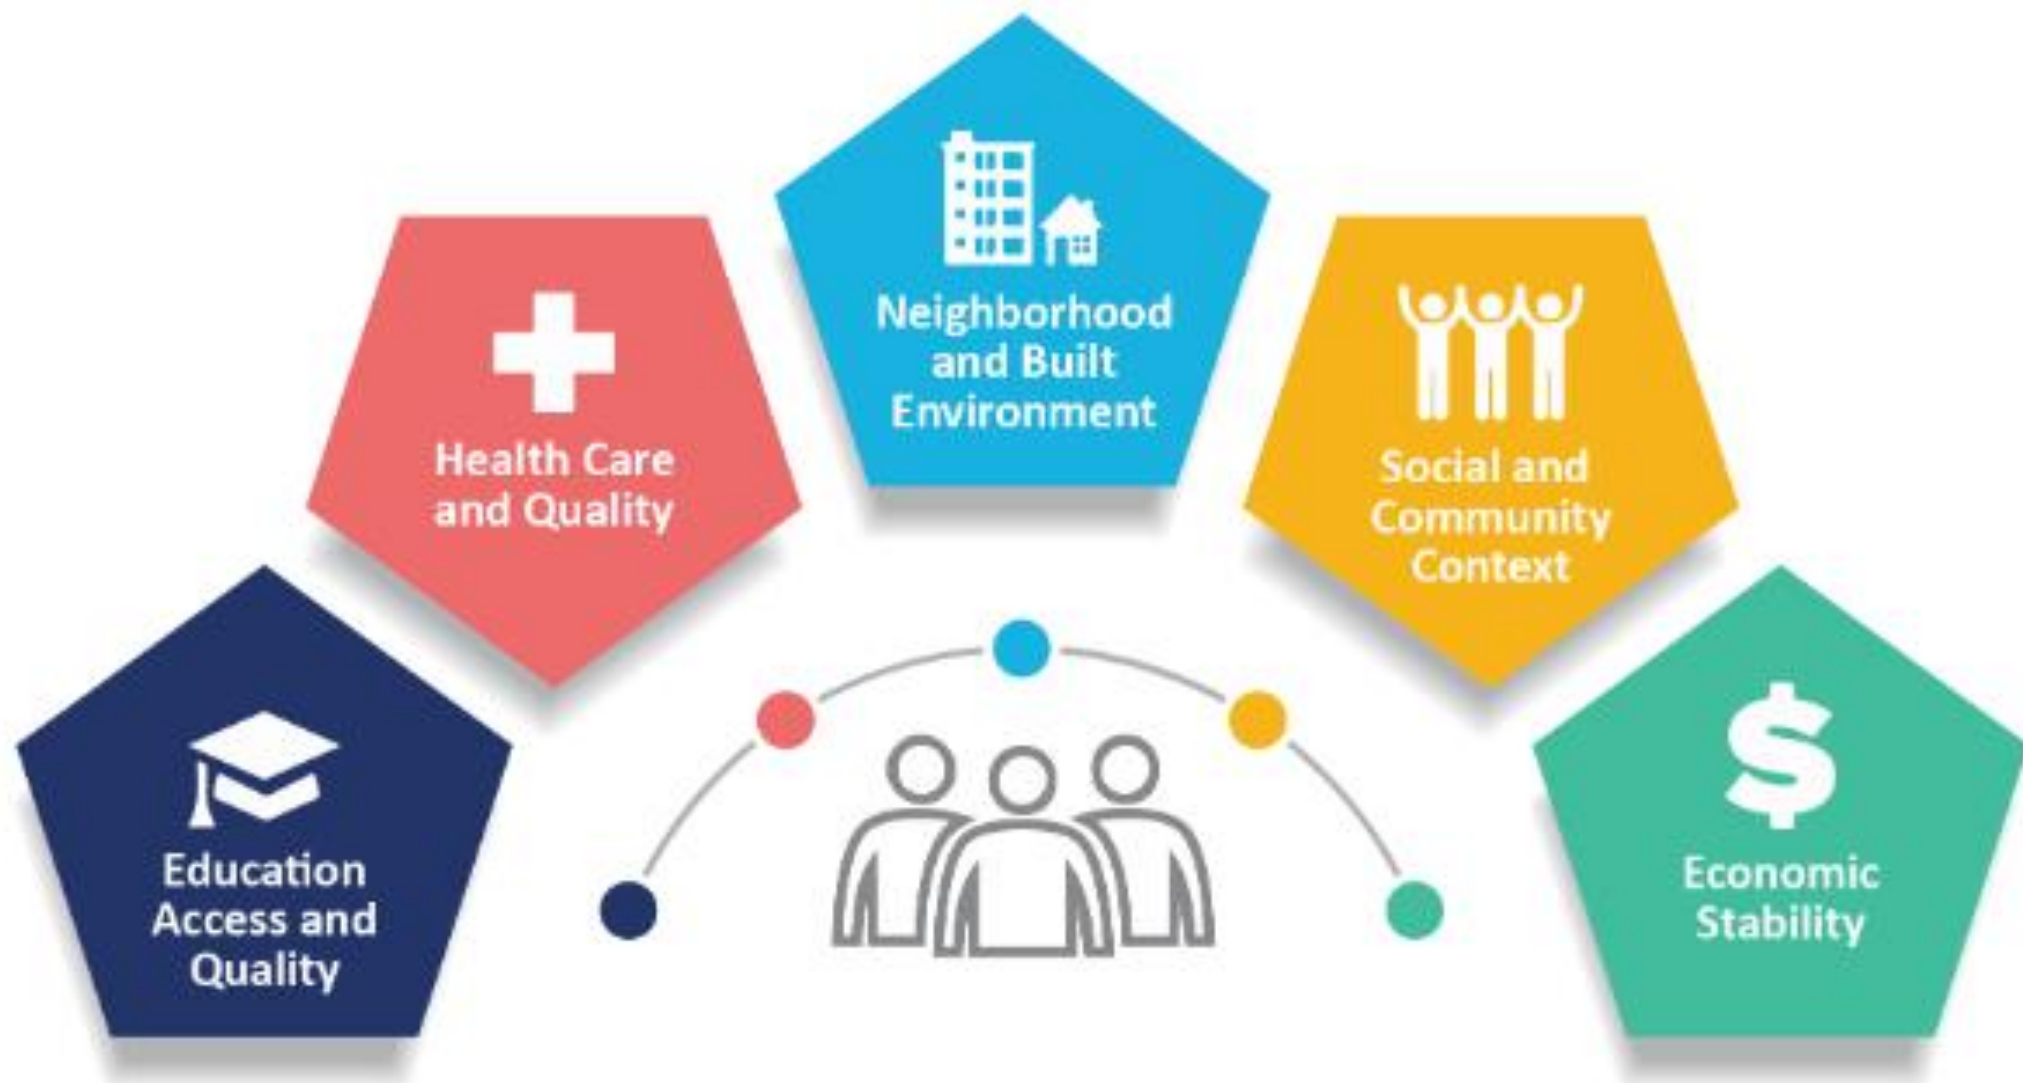 Education
Access and
Quality
Health Care
and Quality
Neighborhood
and Built
Environment
Social and
Community
Context
$
Economic
Stability